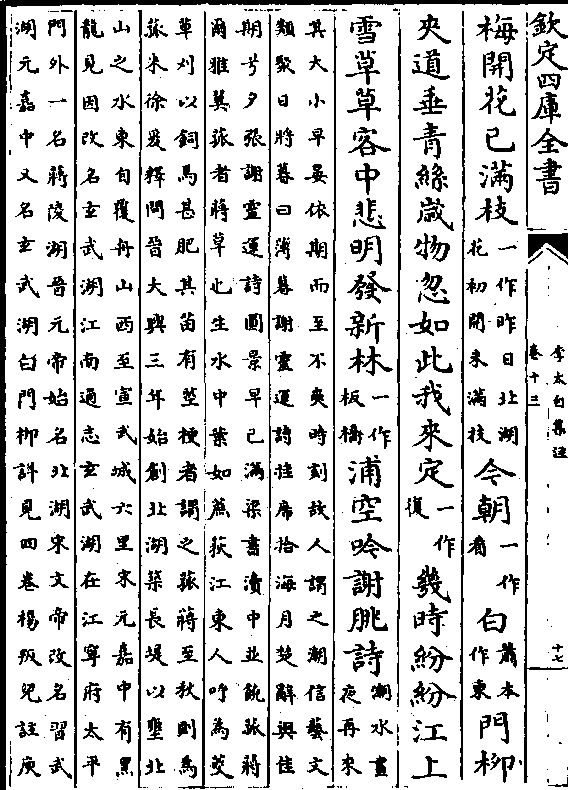 欽定四庫全書
李太白集注
卷十三
十七
梅開花已滿枝一作昨日北湖花初開未滿枝今朝一作看白蕭本作東門柳
夾道垂青絲歲物忽如此我來定一作復幾時紛紛江上
雪草草客中悲明發新林一作板橋浦空吟謝朓詩潮水晝夜再來
其大小早晏依期而至不爽時刻故人謂之潮信藝文
類聚日將暮曰薄暮謝靈運詩挂席拾海月楚辭與佳
期兮夕張謝靈運詩圓景早已滿梁書瀆中並饒菰蔣
爾雅翼菰者蔣草也生水中葉如蔗荻江東人呼為茭
草刈以飼馬甚肥其苗有莖梗者謂之菰蔣至秋則為
菰米徐爰釋問晉大興三年始創北湖築長堤以壅北
山之水東自覆舟山西至宣武城六里宋元嘉中有黑
龍見因改名玄武湖江南通志玄武湖在江寧府太平
門外一名蔣陵湖晉元帝始名北湖宋文帝改名習武
湖元嘉中又名玄武湖白門柳詳見四卷楊叛兒註庾